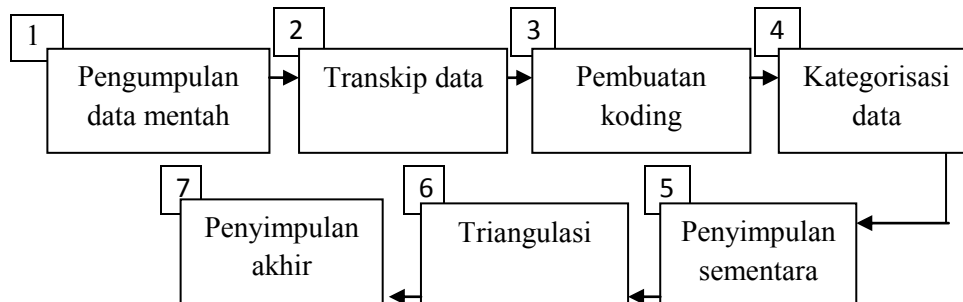 1
Pengumpulan
data mentah
2
Transkip data
3
Pembuatan
koding
4
Kategorisasi
data
5
Penyimpulan
sementara
6
Triangulasi
7
Penyimpulan
akhir